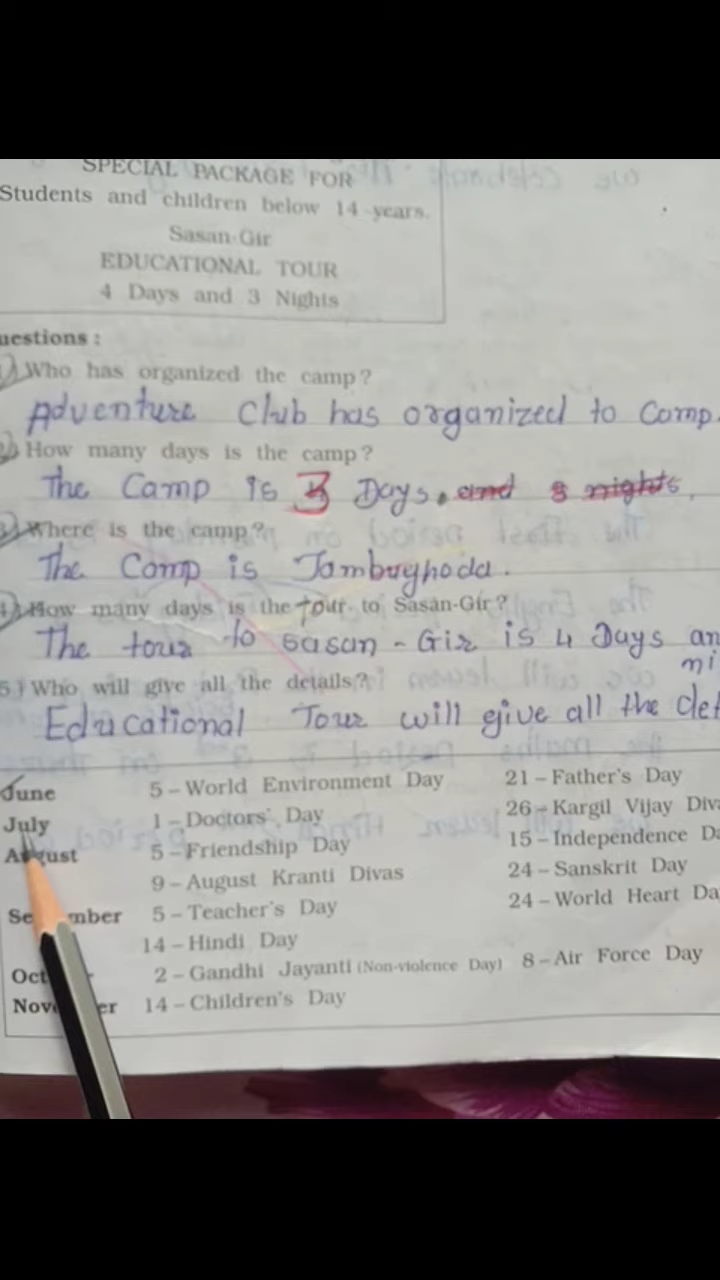 SPECIAL PACKAGE FOR
Students and children below 14 years.
Sasan-Gir
EDUCATIONAL TOUR
4 Days and 3 Nights
uestions :
Who has organized the camp?
Adventure Club has organized to Camp.
How many days is the camp?
The Camp is 3 Days. and 3 nights.
Where is the camp?
The Camp is Jambughoda.
4) How many days is the tour to Sasan-Gir?
The tour to sasan-Gir is 4 Days an
ni
5.) Who will give all the details?
Educational Tour will give all the det
June 5 – World Environment Day 21 – Father's Day
July 1 – Doctors' Day 26 – Kargil Vijay Diva
August 5 – Friendship Day 15 – Independence Da
9 – August Kranti Divas 24 – Sanskrit Day
Se mber 5 – Teacher's Day 24 – World Heart Da
14 – Hindi Day
Oct 2 – Gandhi Jayanti (Non-violence Day) 8 – Air Force Day
Nov er 14 – Children's Day